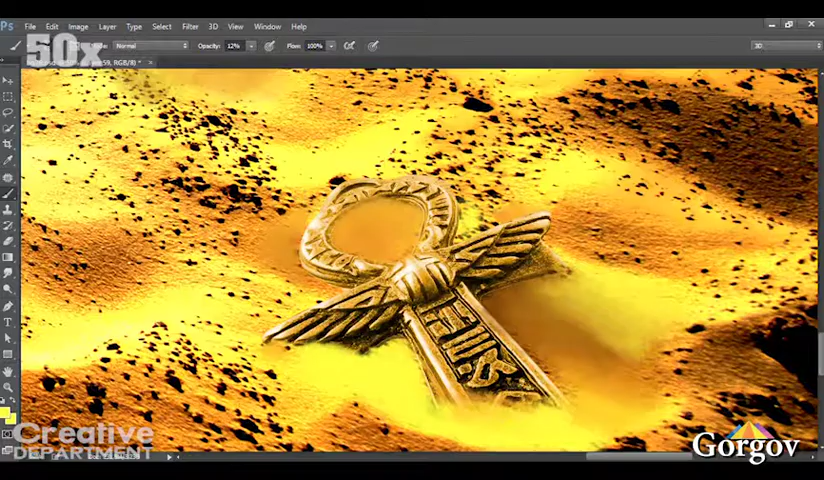 Ps File Edit Image Layer Type Select Filter 3D View Window Help
Normal Opacity: 12% Flow: 100% 3D
50x
59, RGB/8) * ×
T
Creative
DEPARTMENT
Gorgov